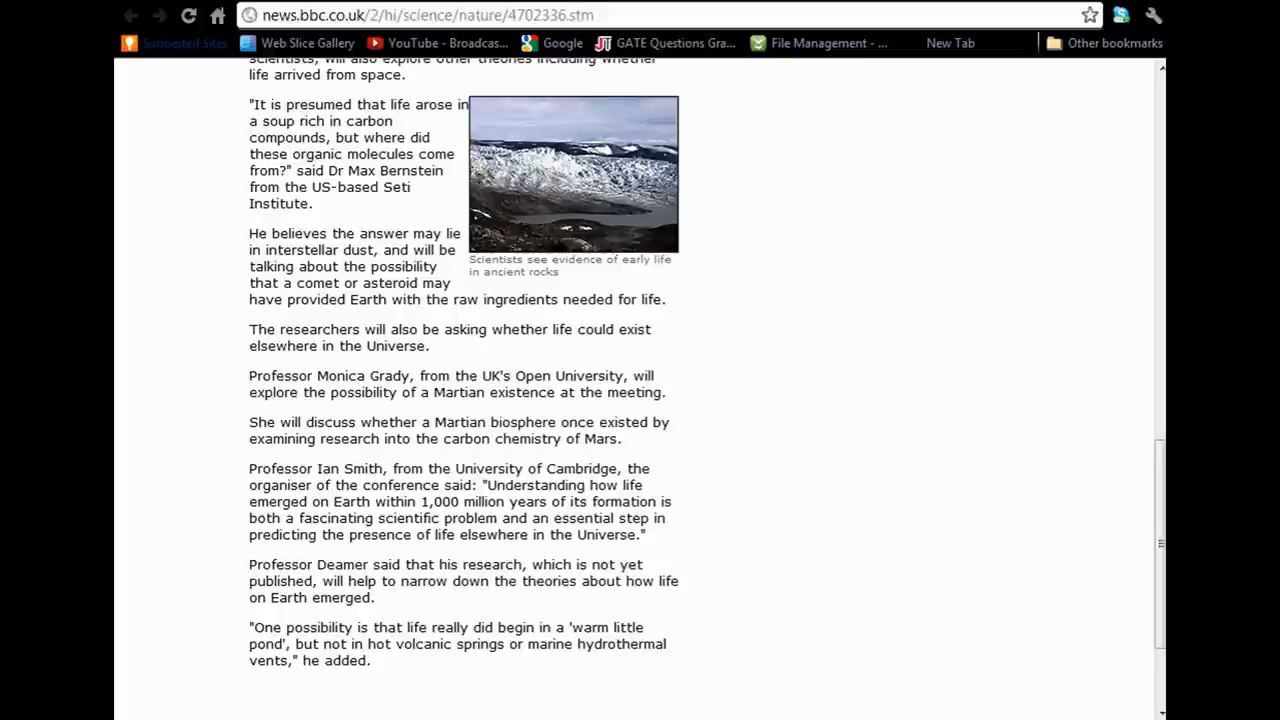 news.bbc.co.uk/2/hi/science/nature/4702336.stm
Suggested Sites
Web Slice Gallery
YouTube - Broadcas...
Google
GATE Questions Gra...
File Management - ...
New Tab
Other bookmarks
scientists, will also explore other theories including whether
life arrived from space.
"It is presumed that life arose in
a soup rich in carbon
compounds, but where did
these organic molecules come
from?" said Dr Max Bernstein
from the US-based Seti
Institute.
Scientists see evidence of early life
in ancient rocks
He believes the answer may lie
in interstellar dust, and will be
talking about the possibility
that a comet or asteroid may
have provided Earth with the raw ingredients needed for life.
The researchers will also be asking whether life could exist
elsewhere in the Universe.
Professor Monica Grady, from the UK's Open University, will
explore the possibility of a Martian existence at the meeting.
She will discuss whether a Martian biosphere once existed by
examining research into the carbon chemistry of Mars.
Professor Ian Smith, from the University of Cambridge, the
organiser of the conference said: "Understanding how life
emerged on Earth within 1,000 million years of its formation is
both a fascinating scientific problem and an essential step in
predicting the presence of life elsewhere in the Universe."
Professor Deamer said that his research, which is not yet
published, will help to narrow down the theories about how life
on Earth emerged.
"One possibility is that life really did begin in a 'warm little
pond', but not in hot volcanic springs or marine hydrothermal
vents," he added.